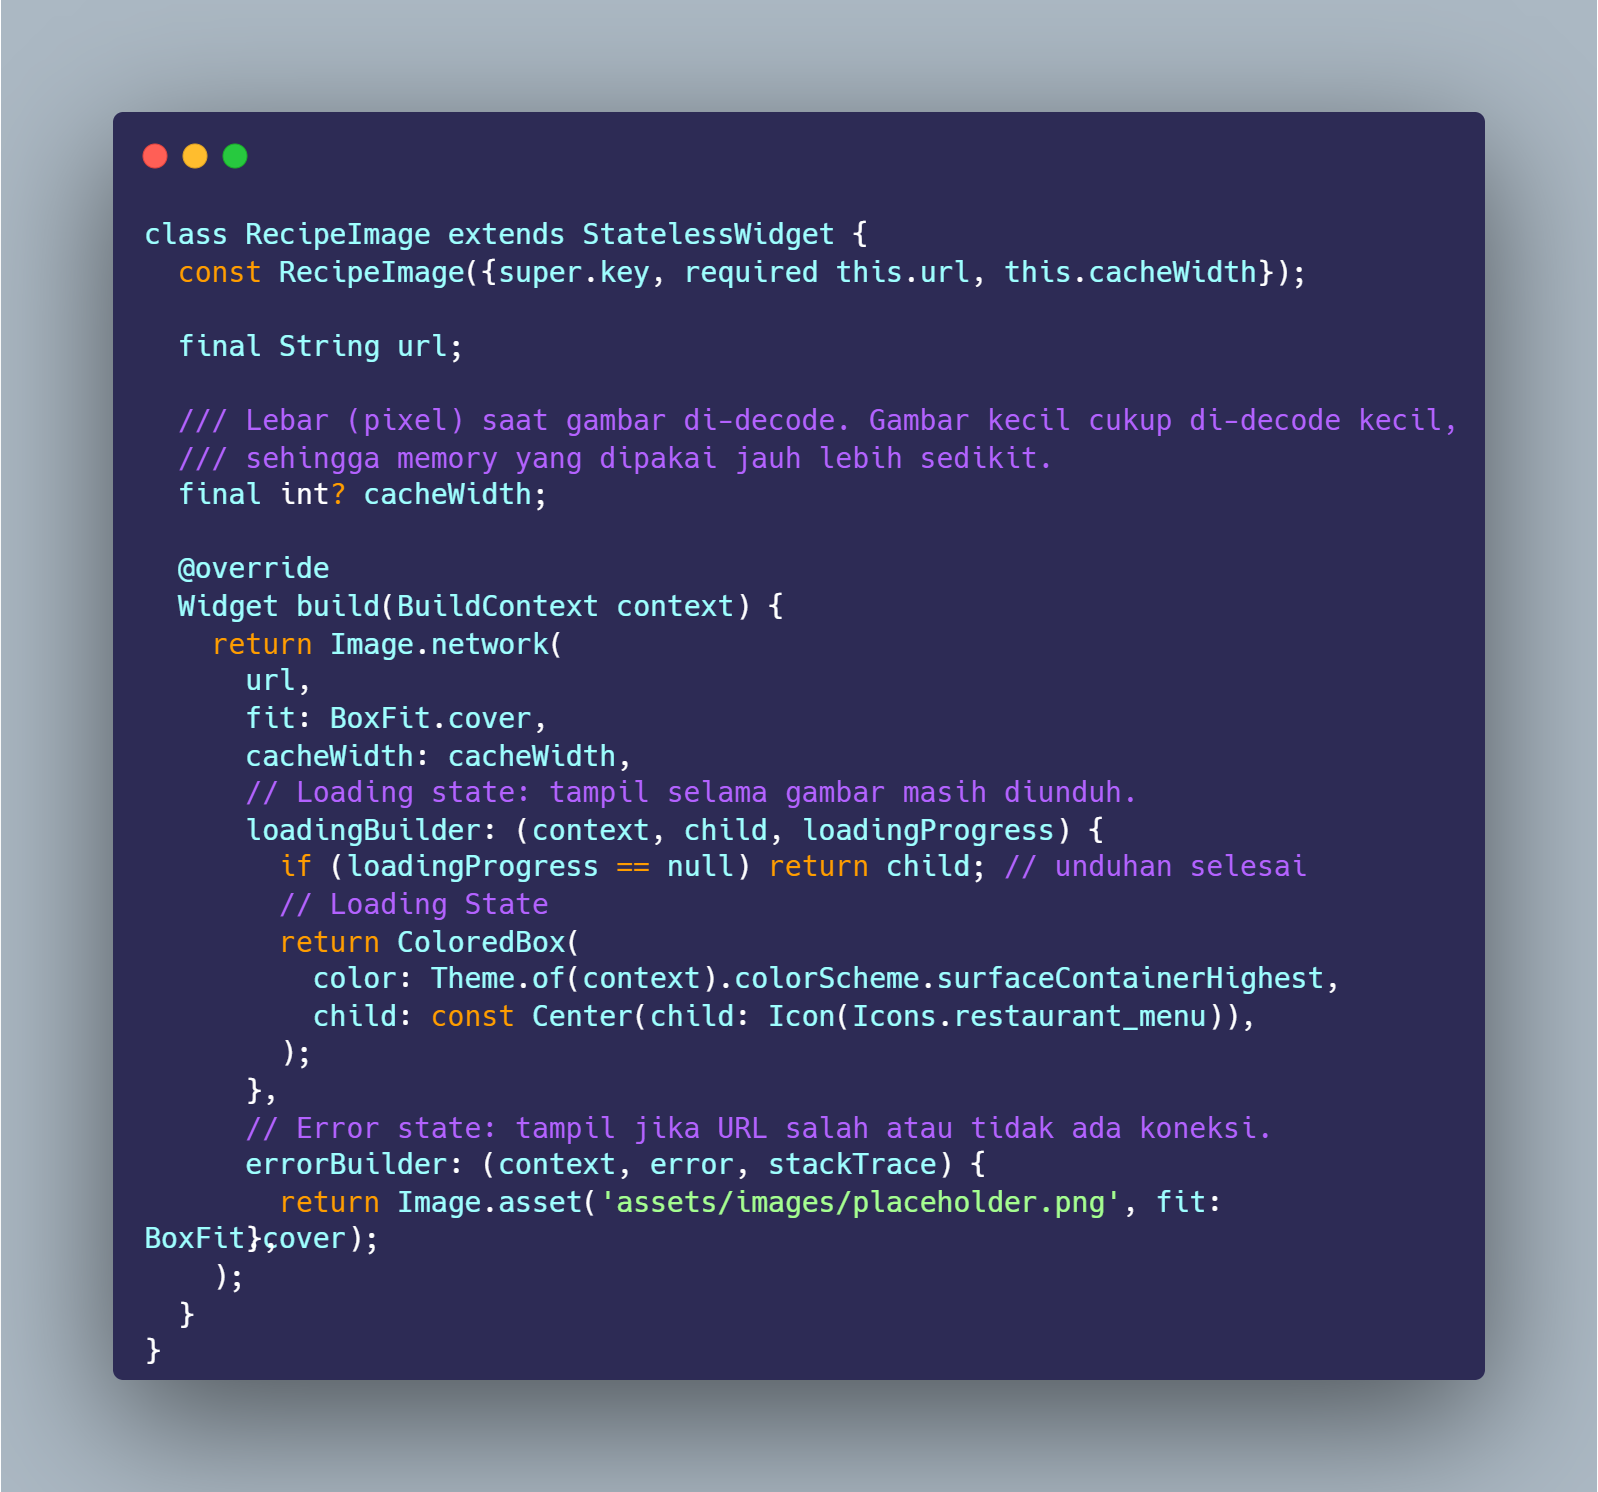 class RecipeImage extends StatelessWidget {
  const RecipeImage({super.key, required this.url, this.cacheWidth});

  final String url;

  /// Lebar (pixel) saat gambar di-decode. Gambar kecil cukup di-decode kecil,
  /// sehingga memory yang dipakai jauh lebih sedikit.
  final int? cacheWidth;

  @override
  Widget build(BuildContext context) {
    return Image.network(
      url,
      fit: BoxFit.cover,
      cacheWidth: cacheWidth,
      // Loading state: tampil selama gambar masih diunduh.
      loadingBuilder: (context, child, loadingProgress) {
        if (loadingProgress == null) return child; // unduhan selesai
        // Loading State
        return ColoredBox(
          color: Theme.of(context).colorScheme.surfaceContainerHighest,
          child: const Center(child: Icon(Icons.restaurant_menu)),
        );
      },
      // Error state: tampil jika URL salah atau tidak ada koneksi.
      errorBuilder: (context, error, stackTrace) {
        return Image.asset('assets/images/placeholder.png', fit:
BoxFit.cover);
      },
    );
  }
}